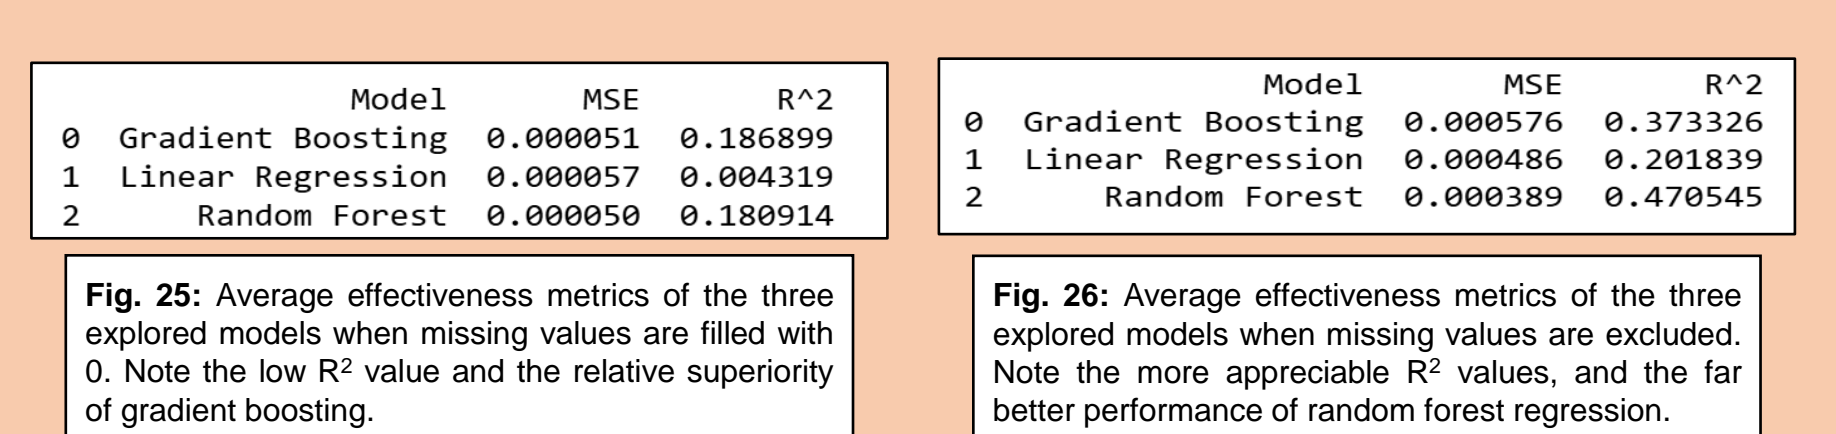 Model MSE R^2
0 Gradient Boosting 0.000051 0.186899
1 Linear Regression 0.000057 0.004319
2 Random Forest 0.000050 0.180914
Fig. 25: Average effectiveness metrics of the three
explored models when missing values are filled with
0. Note the low R² value and the relative superiority
of gradient boosting.
Model MSE R^2
0 Gradient Boosting 0.000576 0.373326
1 Linear Regression 0.000486 0.201839
2 Random Forest 0.000389 0.470545
Fig. 26: Average effectiveness metrics of the three
explored models when missing values are excluded.
Note the more appreciable R² values, and the far
better performance of random forest regression.